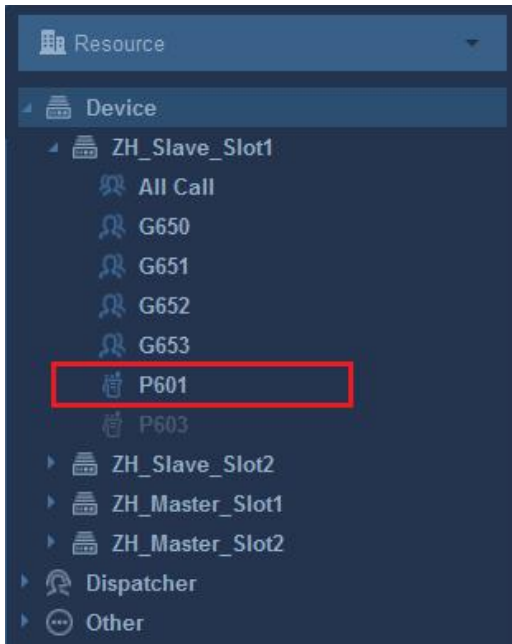 Resource
Device
ZH_Slave_Slot1
All Call
G650
G651
G652
G653
P601
P603
ZH_Slave_Slot2
ZH_Master_Slot1
ZH_Master_Slot2
Dispatcher
Other